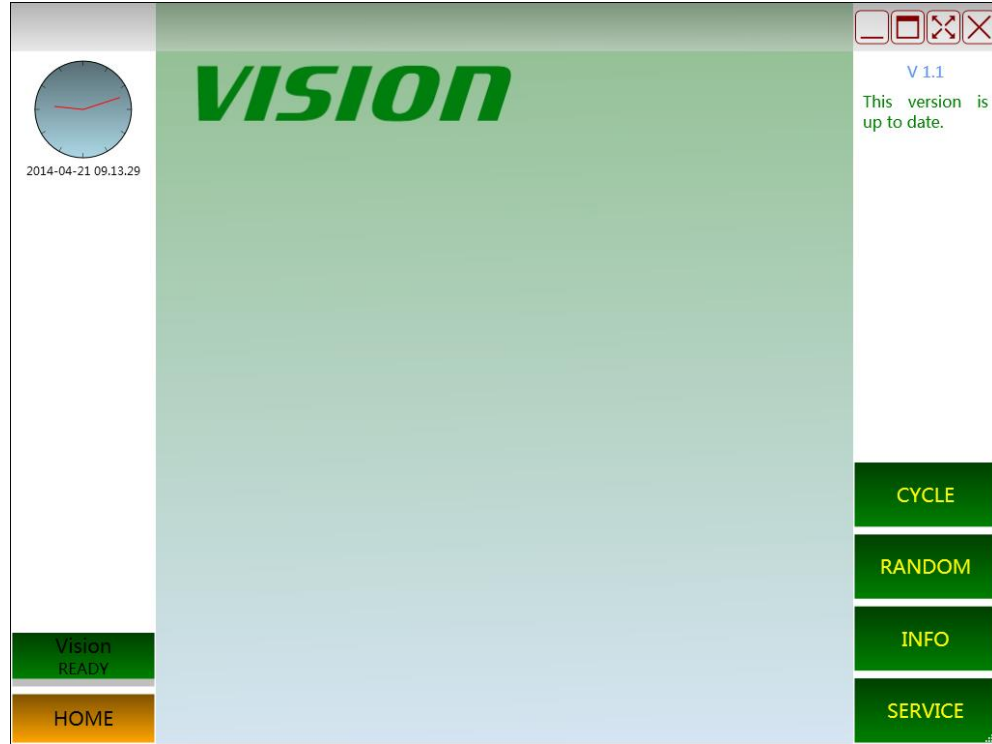 VISION
V 1.1
This version is
up to date.
2014-04-21 09.13.29
CYCLE
RANDOM
INFO
SERVICE
Vision
READY
HOME